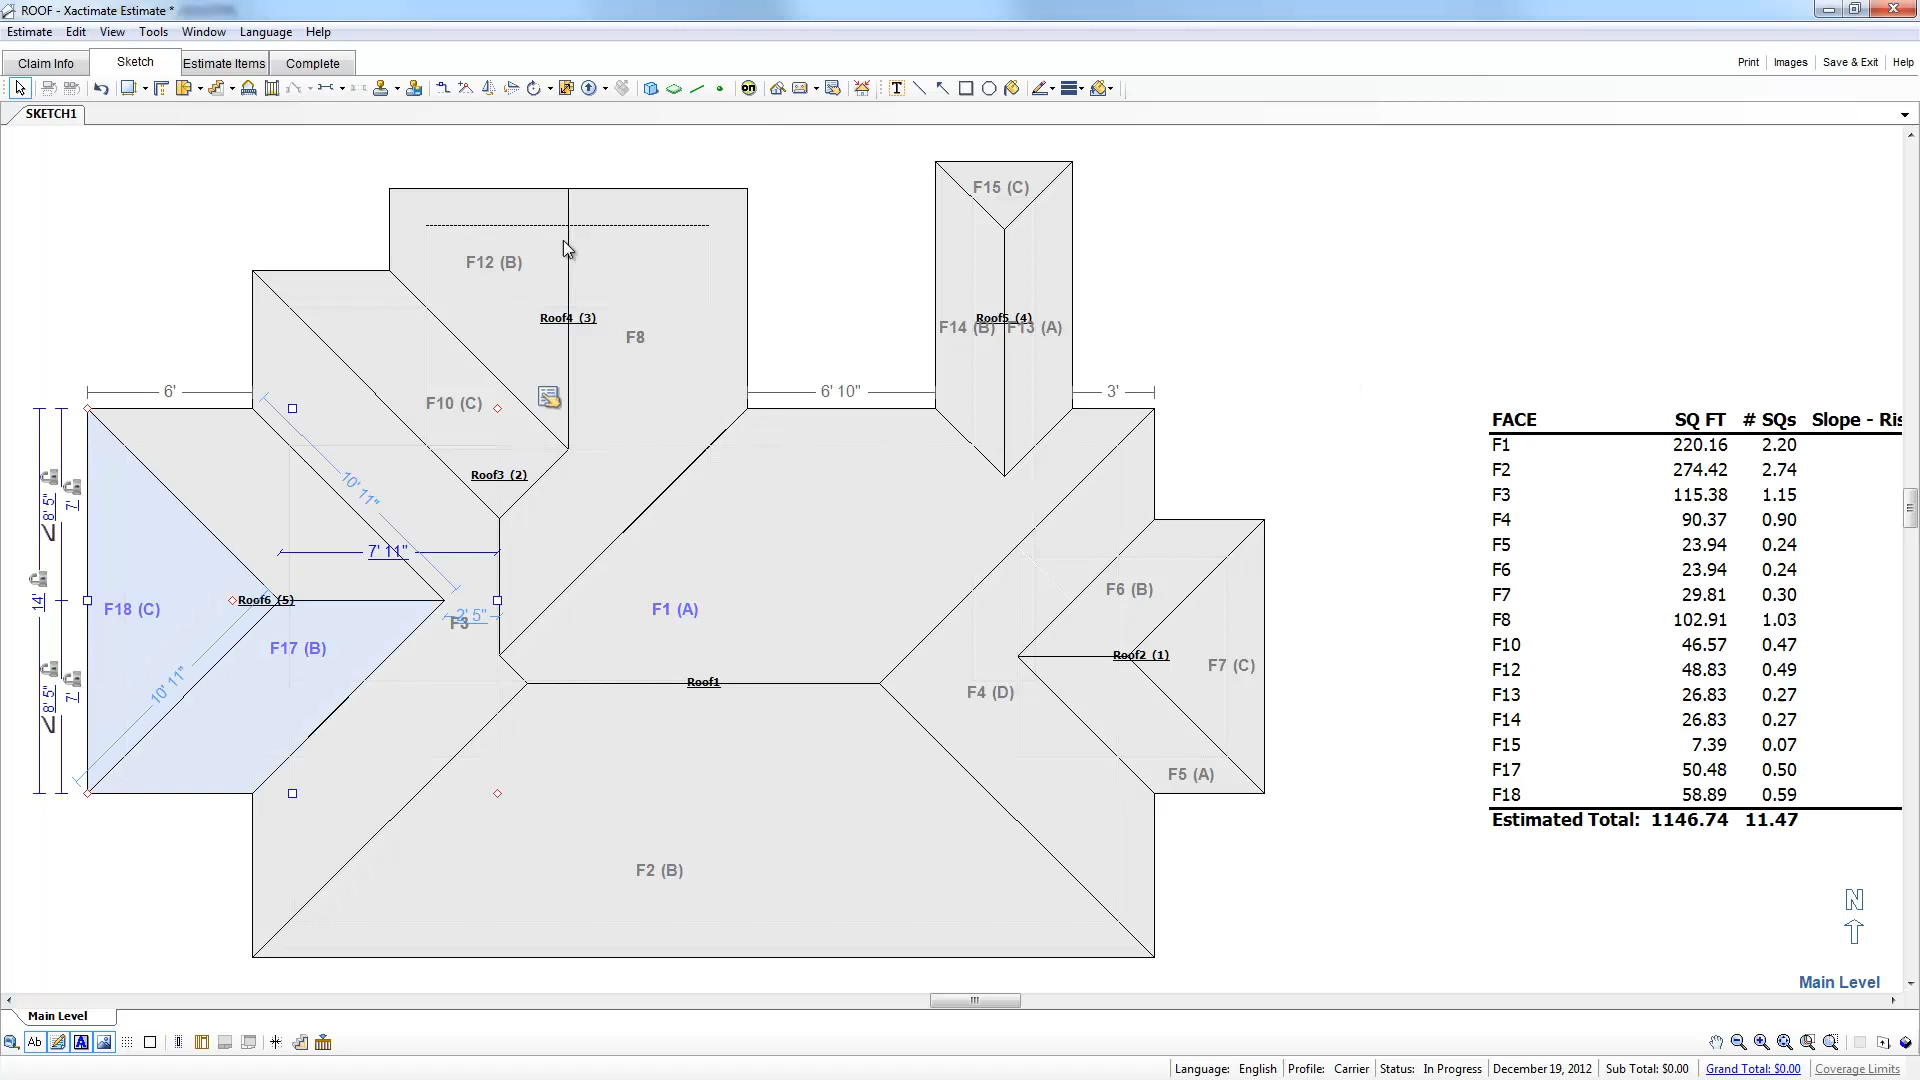 ROOF - Xactimate Estimate *
Estimate Edit View Tools Window Language Help
Claim Info Sketch Estimate Items Complete
Print Images Save & Exit Help
T on
SKETCH1
F15 (C)
F12 (B)
Roof4 (3)
Roof5 (4)
F14 (B) F13 (A)
F8
6' 6' 10" 3'
F10 (C)
Roof3 (2)
10' 11"
8' 5" 7'
7' 11"
F6 (B)
14'
F18 (C) Roof6 (5) F1 (A)
2' 5"
F3
F17 (B)
Roof2 (1)
F7 (C)
10' 11"
8' 5" 7'
Roof1
F4 (D)
F5 (A)
F2 (B)
FACE SQ FT # SQs Slope - Ris
F1 220.16 2.20
F2 274.42 2.74
F3 115.38 1.15
F4 90.37 0.90
F5 23.94 0.24
F6 23.94 0.24
F7 29.81 0.30
F8 102.91 1.03
F10 46.57 0.47
F12 48.83 0.49
F13 26.83 0.27
F14 26.83 0.27
F15 7.39 0.07
F17 50.48 0.50
F18 58.89 0.59
Estimated Total: 1146.74 11.47
N
Main Level
Main Level
Ab A
Language: English Profile: Carrier Status: In Progress December 19, 2012 Sub Total: $0.00 Grand Total: $0.00 Coverage Limits